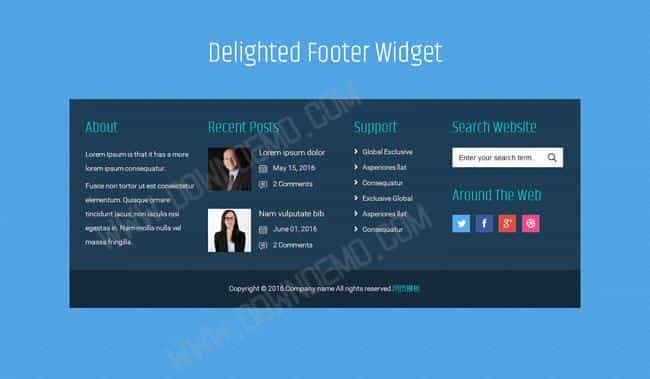 Delighted Footer Widget
About
Lorem Ipsum is that it has a more
lorem ipsum consequatur.
Fusce non tortor ut est consectetur
elementum. Quisque ornare
tincidunt lacus, non iaculis nisi
egestas in. Nam mollis nulla vel
massa fringilla.
Recent Posts
Lorem ipsum dolor
May 15, 2016
2 Comments
Nam vulputate bib
June 01, 2016
2 Comments
Support
Global Exclusive
Asperiores llat
Consequatur
Exclusive Global
Asperiores llat
Consequatur
Search Website
Enter your search term...
Around The Web
Copyright © 2016.Company name All rights reserved.网页模板
WWW.DOWNDEMO.COM
WWW.DOWNDEMO.COM